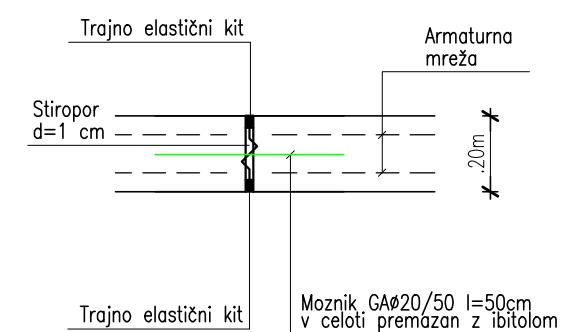 Trajno elastični kit
Armaturna
mreža
Stiropor
d=1 cm
.20m
Trajno elastični kit
Moznik GAø20/50 l=50cm
v celoti premazan z ibitolom